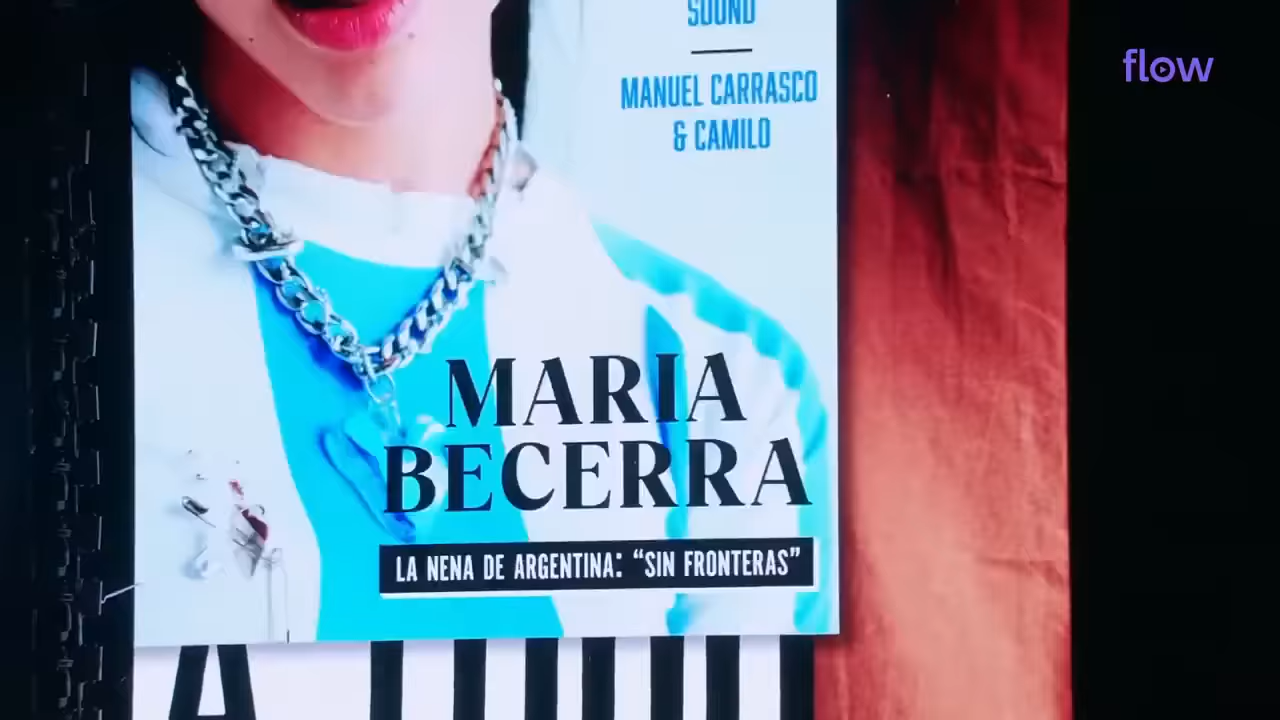 SOUND
MANUEL CARRASCO
& CAMILO
flow
MARIA
BECERRA
LA NENA DE ARGENTINA: “SIN FRONTERAS”